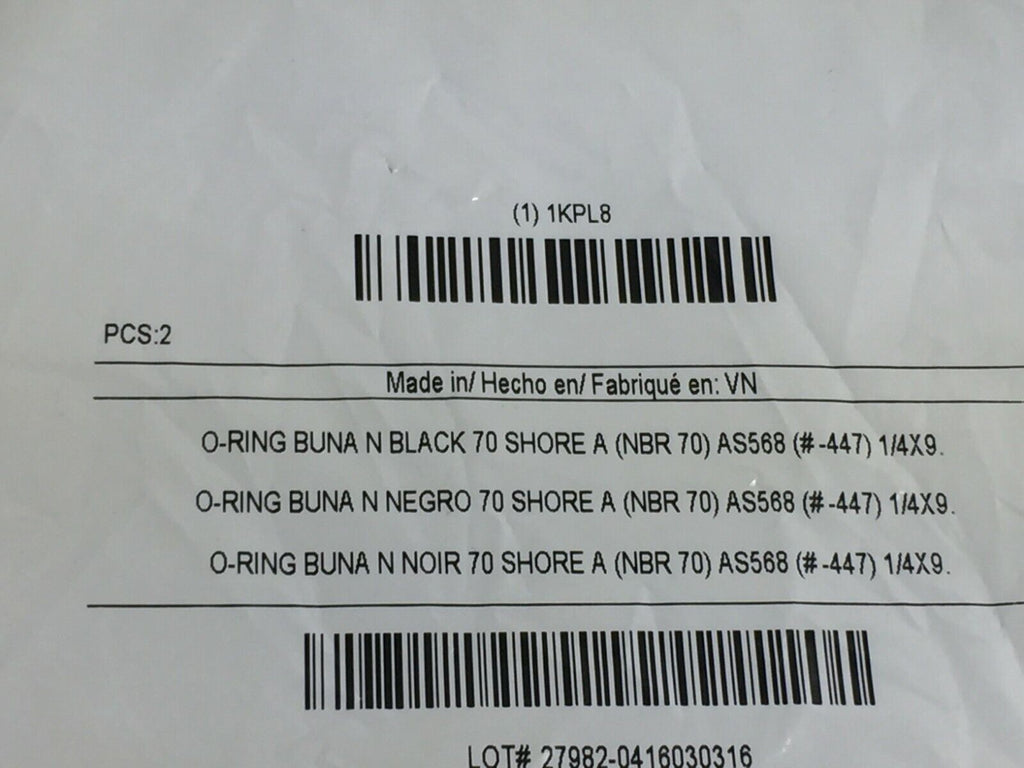 (1) 1KPL8
PCS:2
Made in/ Hecho en/ Fabriqué en: VN
O-RING BUNA N BLACK 70 SHORE A (NBR 70) AS568 (#-447) 1/4X9.
O-RING BUNA N NEGRO 70 SHORE A (NBR 70) AS568 (#-447) 1/4X9.
O-RING BUNA N NOIR 70 SHORE A (NBR 70) AS568 (#-447) 1/4X9.
LOT# 27982-0416030316